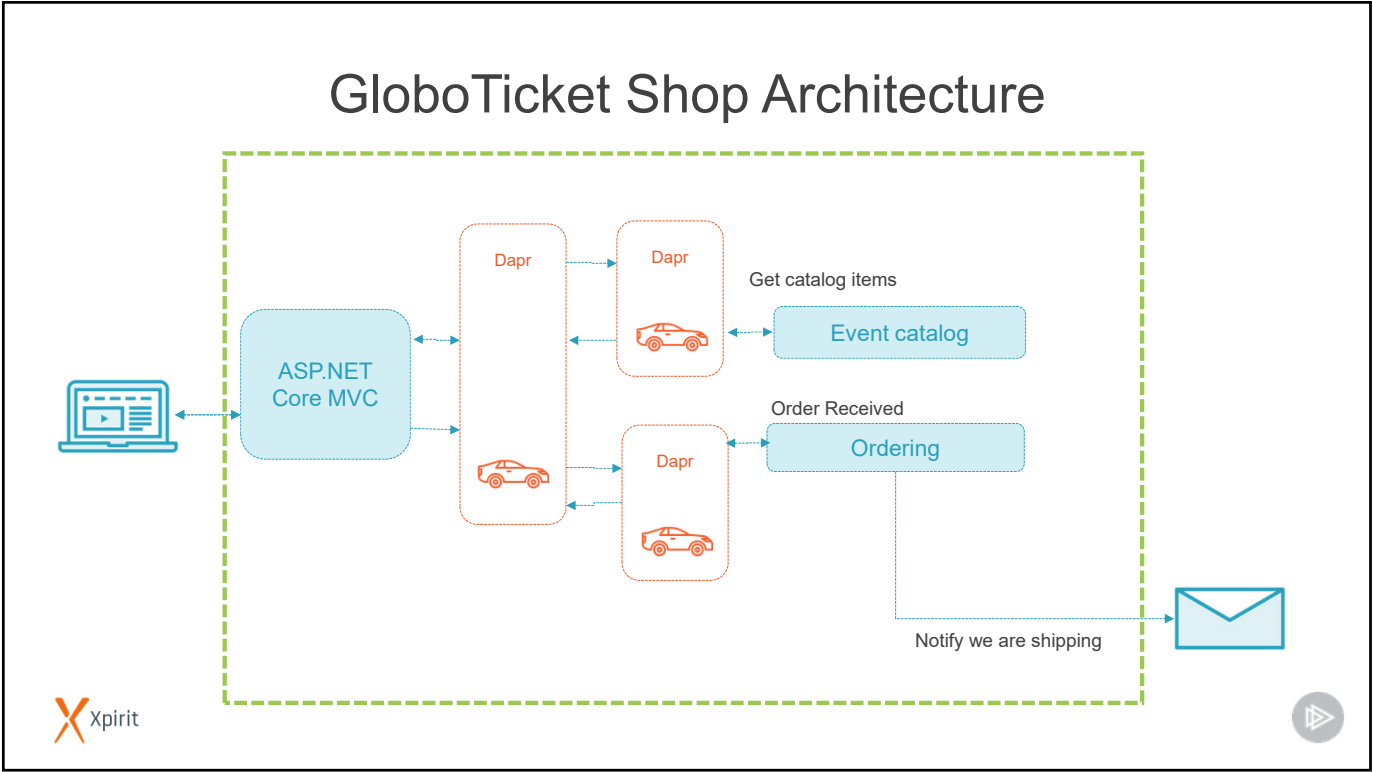 GloboTicket Shop Architecture
Dapr
Dapr
Get catalog items
Event catalog
ASP.NET
Core MVC
Order Received
Ordering
Dapr
Notify we are shipping
Xpirit